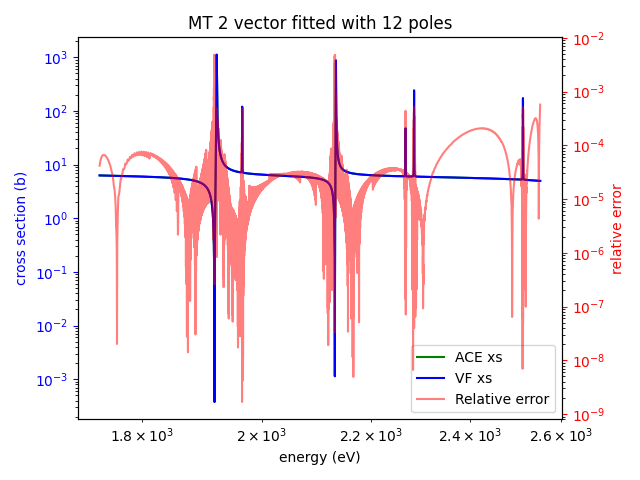 MT 2 vector fitted with 12 poles
cross section (b)
10³
10²
10¹
10⁰
10⁻¹
10⁻²
10⁻³
10⁻²
10⁻³
10⁻⁴
10⁻⁵
10⁻⁶
10⁻⁷
10⁻⁸
10⁻⁹
relative error
ACE xs
VF xs
Relative error
1.8 × 10³ 2 × 10³ 2.2 × 10³ 2.4 × 10³ 2.6 × 10³
energy (eV)